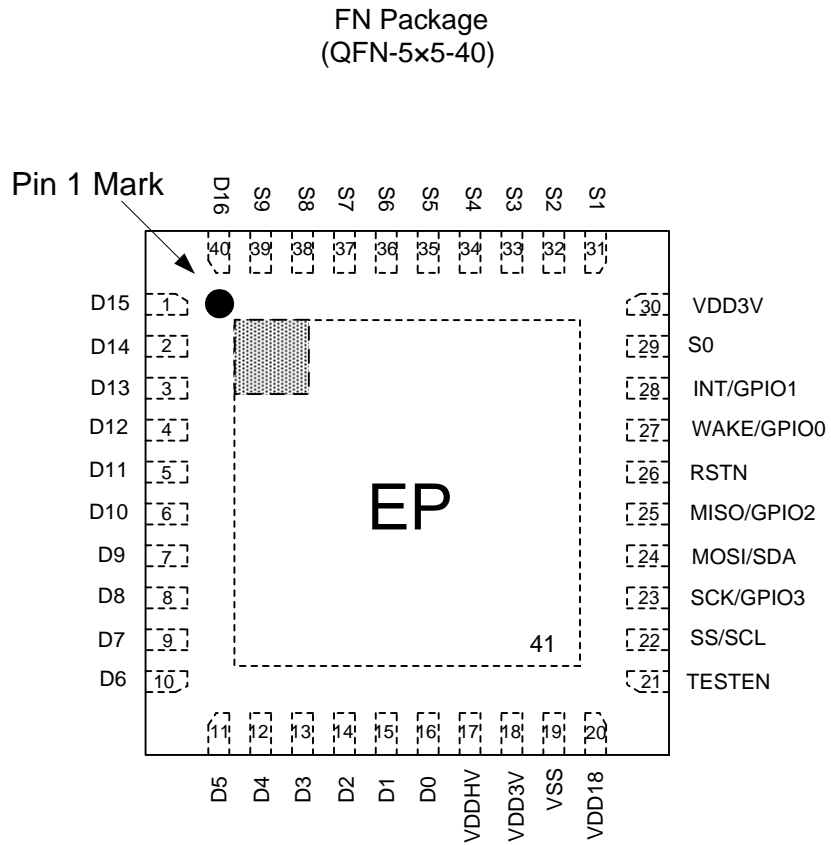 FN Package
(QFN-5×5-40)
Pin 1 Mark
D16 S9 S8 S7 S6 S5 S4 S3 S2 S1
40 39 38 37 36 35 34 33 32 31
D15 1 30 VDD3V
D14 2 29 S0
D13 3 28 INT/GPIO1
D12 4 27 WAKE/GPIO0
D11 5 26 RSTN
D10 6 25 MISO/GPIO2
D9 7 24 MOSI/SDA
D8 8 23 SCK/GPIO3
D7 9 22 SS/SCL
D6 10 21 TESTEN
EP
41
11 12 13 14 15 16 17 18 19 20
D5 D4 D3 D2 D1 D0 VDDHV VDD3V VSS VDD18